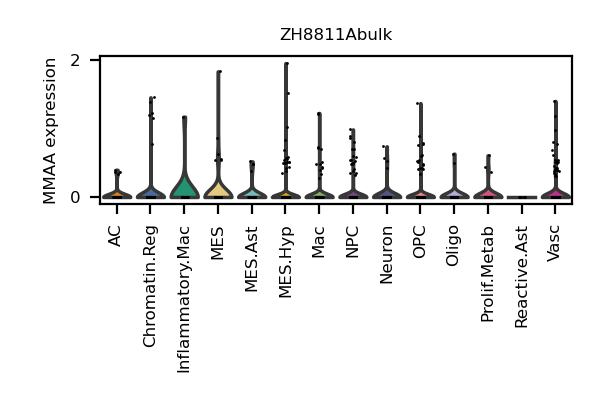 ZH8811Abulk
MMAA expression
2
0
AC
Chromatin.Reg
Inflammatory.Mac
MES
MES.Ast
MES.Hyp
Mac
NPC
Neuron
OPC
Oligo
Prolif.Metab
Reactive.Ast
Vasc